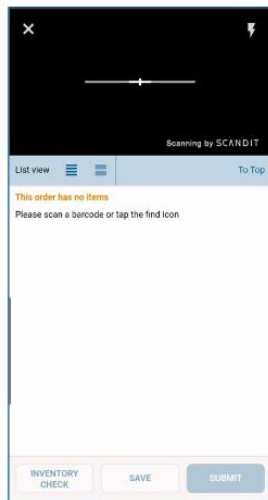 Scanning by SCANDIT
List view
To Top
This order has no items
Please scan a barcode or tap the find icon
INVENTORY
CHECK
SAVE
SUBMIT